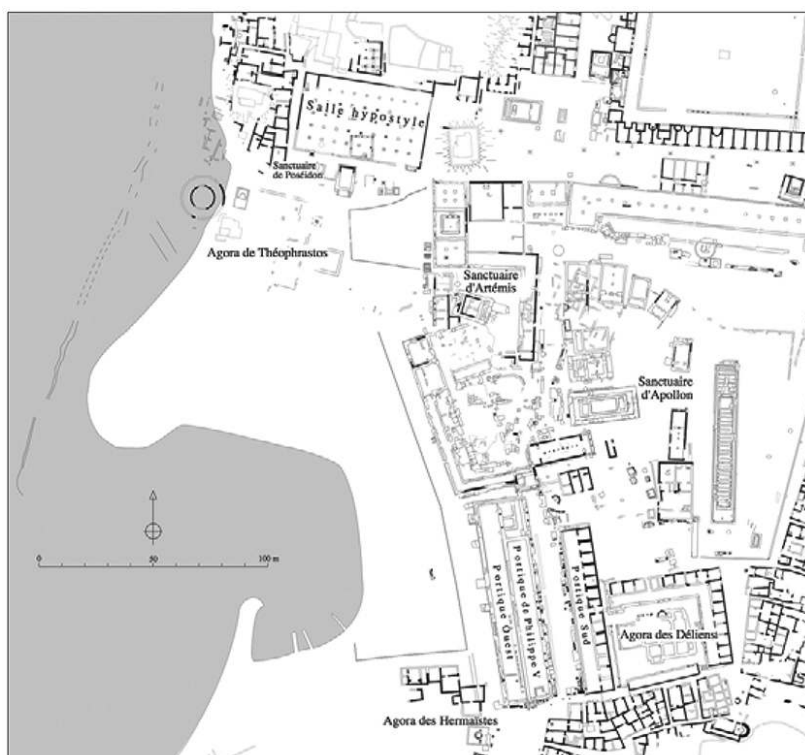 Salle hypostyle
Sanctuaire
de Poséidon
Agora de Théophrastos
Sanctuaire
d'Artémis
Sanctuaire
d'Apollon
0
50
100 m
Portique Ouest
Portique de Philippe V
Portique Sud
Agora des Déliens
Agora des Hermaïstes